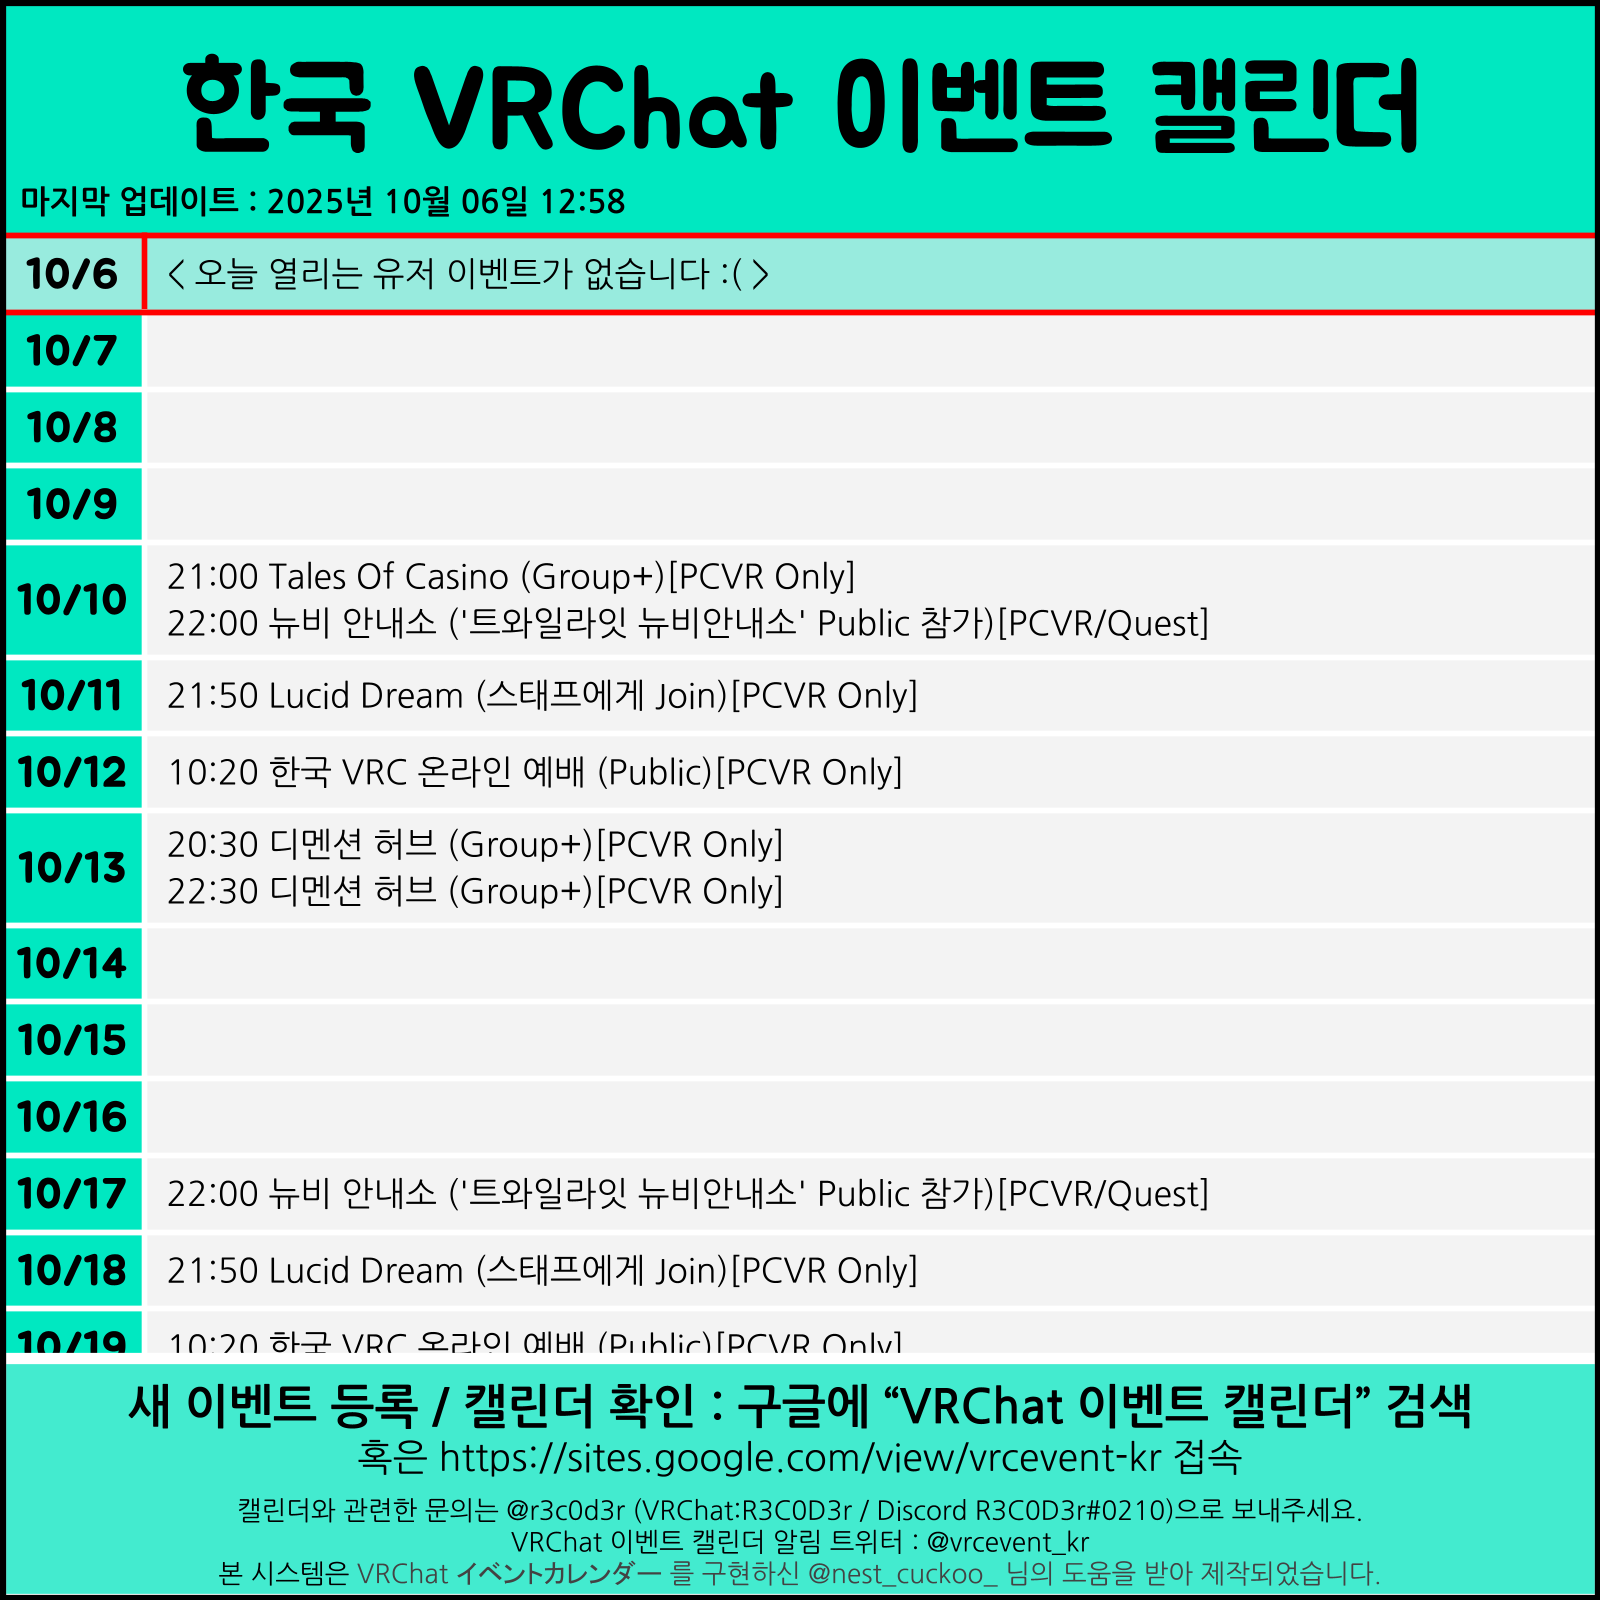 한국 VRChat 이벤트 캘린더
마지막 업데이트 : 2025년 10월 06일 12:58
10/6 < 오늘 열리는 유저 이벤트가 없습니다 :( >
10/7
10/8
10/9
10/10
21:00 Tales Of Casino (Group+)[PCVR Only]
22:00 뉴비 안내소 ('트와일라잇 뉴비안내소' Public 참가)[PCVR/Quest]
10/11 21:50 Lucid Dream (스태프에게 Join)[PCVR Only]
10/12 10:20 한국 VRC 온라인 예배 (Public)[PCVR Only]
10/13
20:30 디멘션 허브 (Group+)[PCVR Only]
22:30 디멘션 허브 (Group+)[PCVR Only]
10/14
10/15
10/16
10/17 22:00 뉴비 안내소 ('트와일라잇 뉴비안내소' Public 참가)[PCVR/Quest]
10/18 21:50 Lucid Dream (스태프에게 Join)[PCVR Only]
10/19 10:20 한국 VRC 온라인 예배 (Public)[PCVR Only]
새 이벤트 등록 / 캘린더 확인 : 구글에 “VRChat 이벤트 캘린더” 검색
혹은 https://sites.google.com/view/vrcevent-kr 접속
캘린더와 관련한 문의는 @r3c0d3r (VRChat:R3C0D3r / Discord R3C0D3r#0210)으로 보내주세요.
VRChat 이벤트 캘린더 알림 트위터 : @vrcevent_kr
본 시스템은 VRChat イベントカレンダー 를 구현하신 @nest_cuckoo_ 님의 도움을 받아 제작되었습니다.